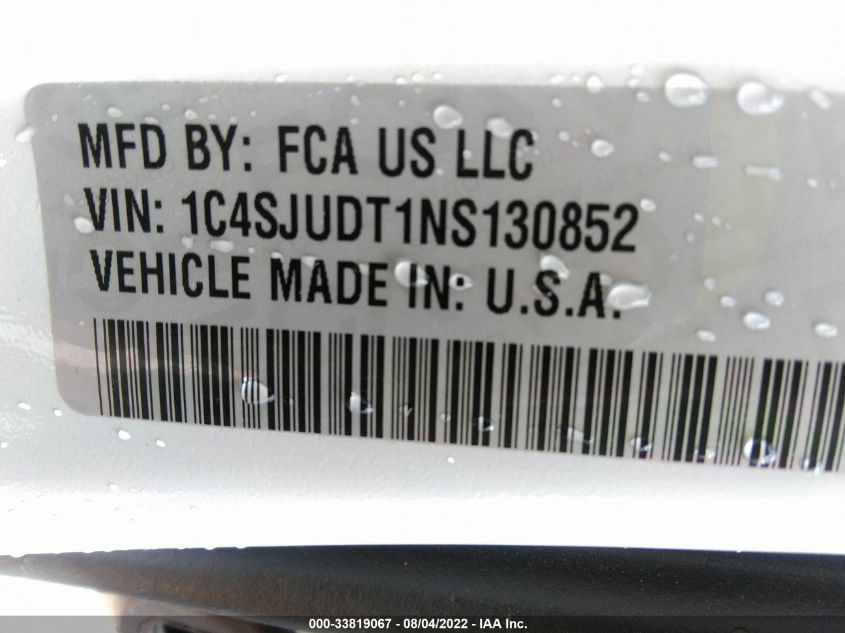 MFD BY: FCA US LLC
VIN: 1C4SJUDT1NS130852
VEHICLE MADE IN: U.S.A.
000-33819067 - 08/04/2022 - IAA Inc.